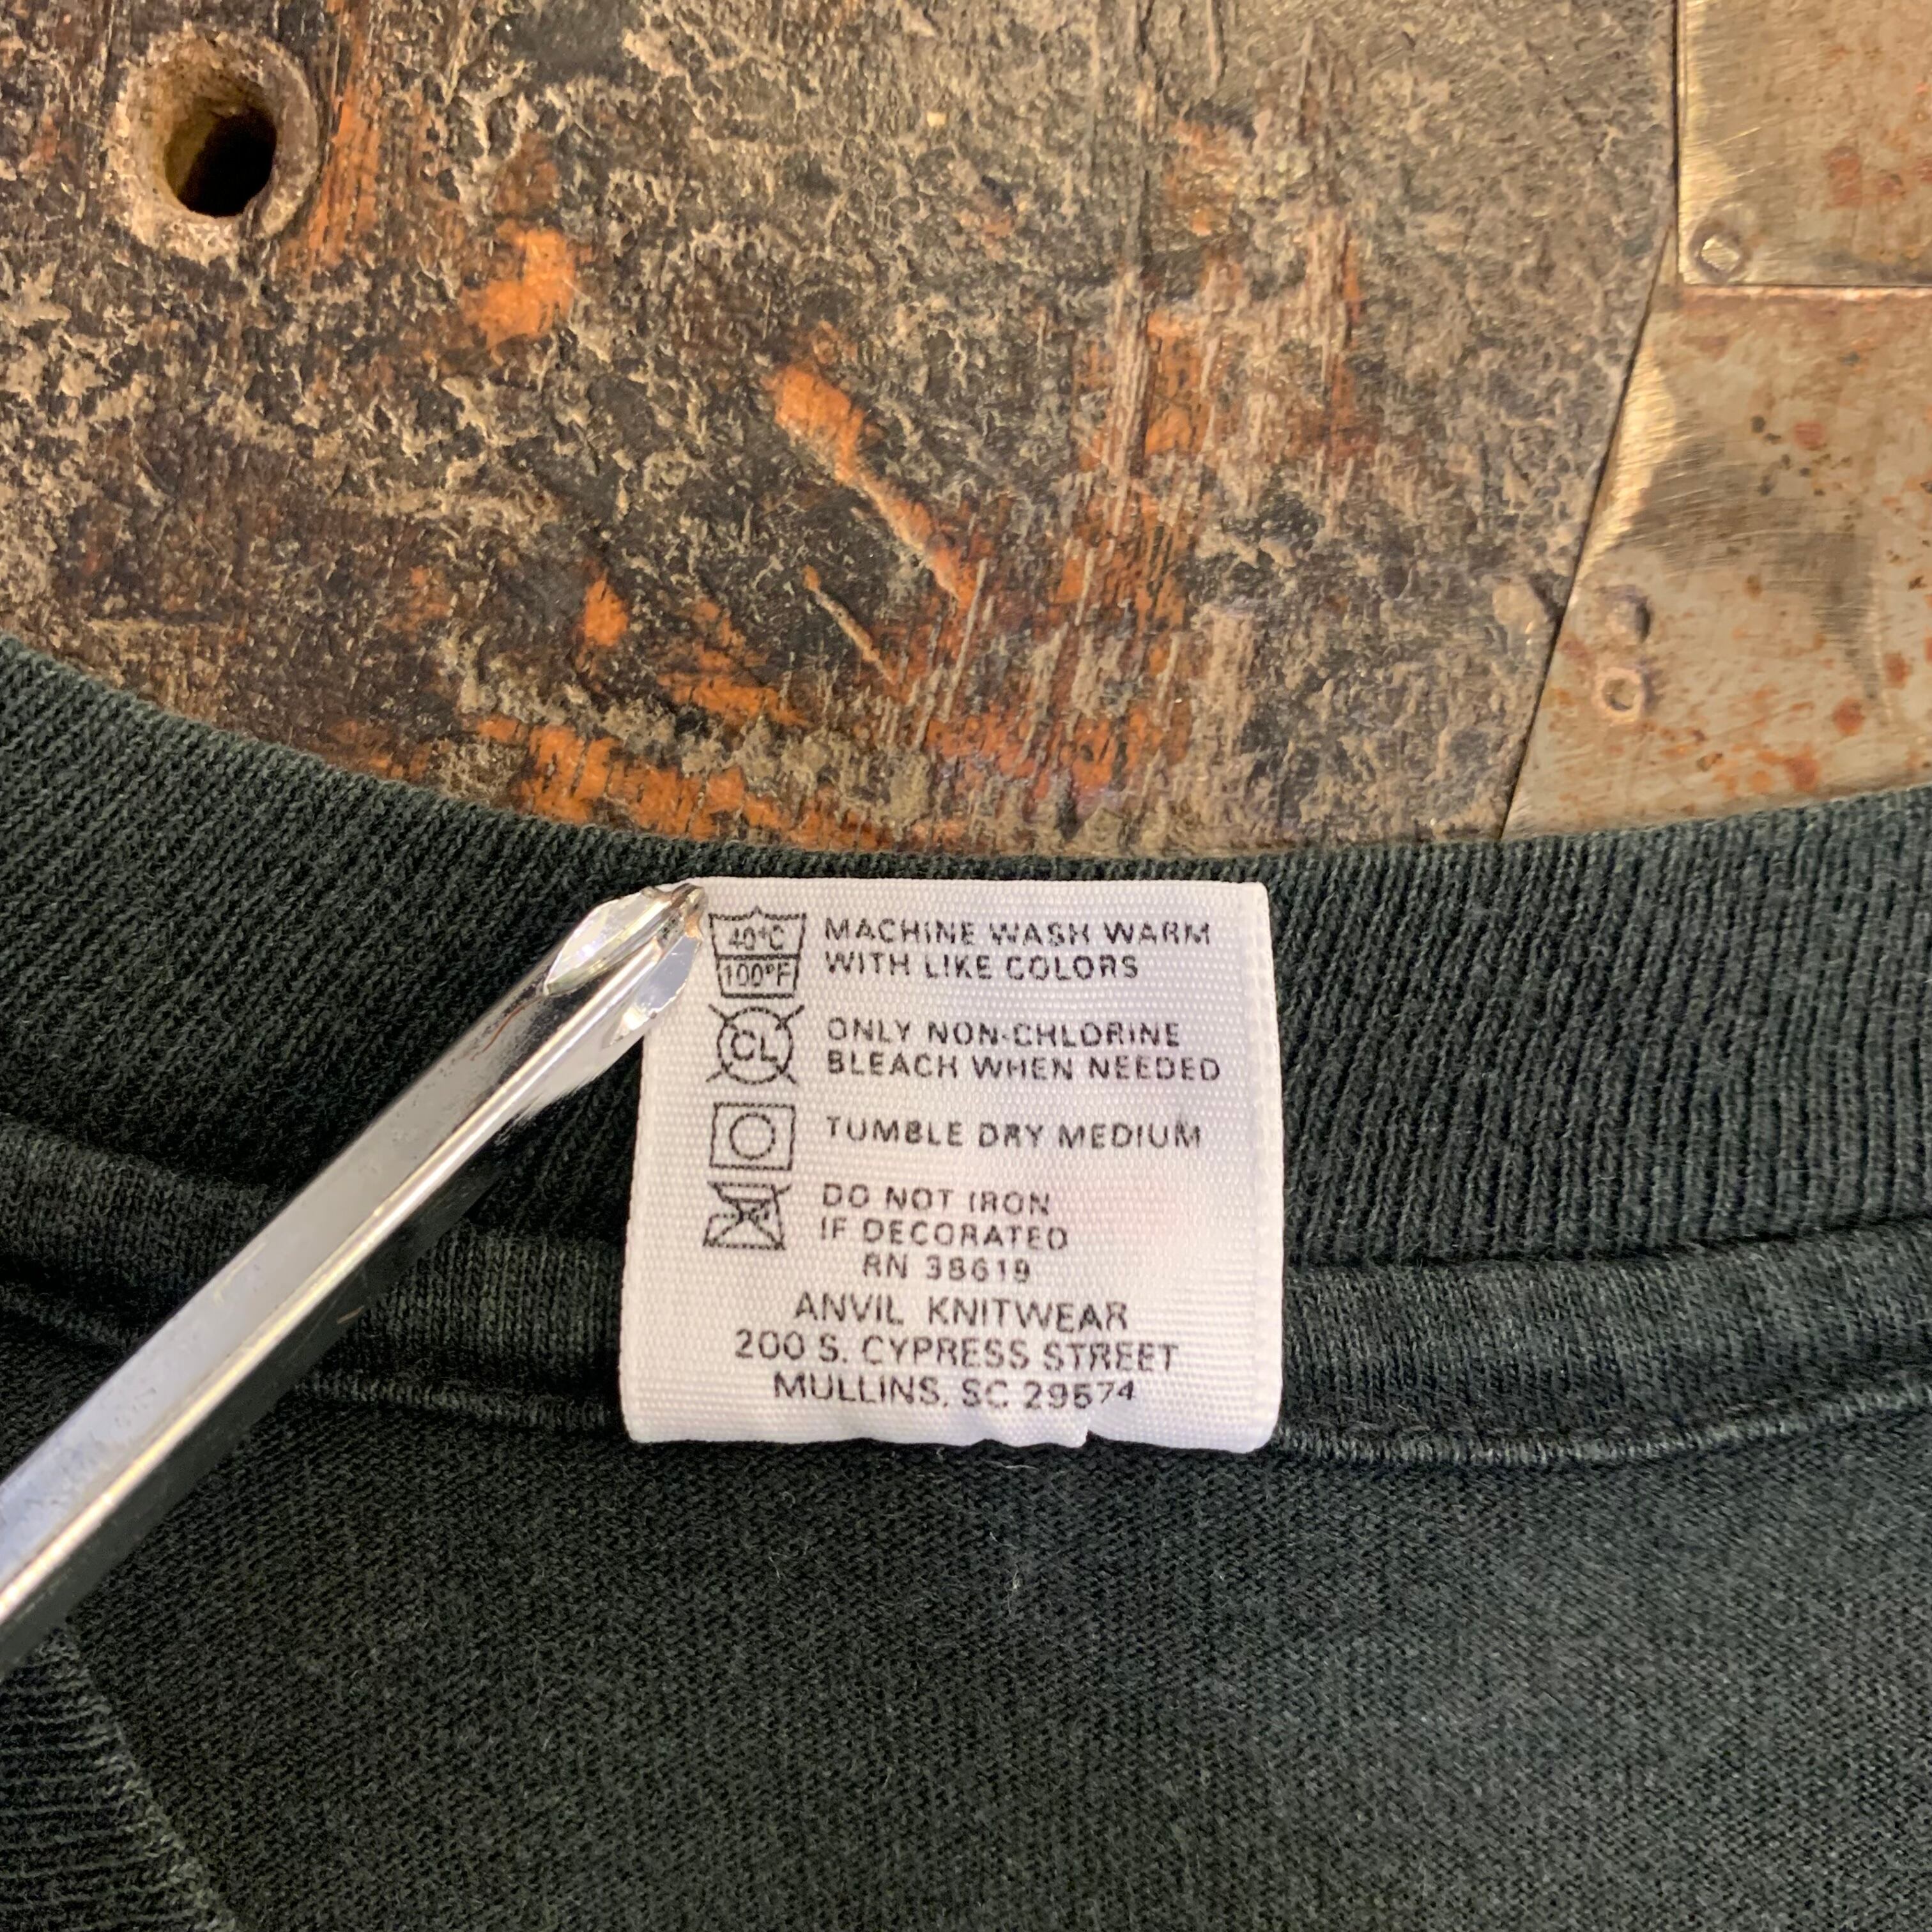 40°C
100°F
MACHINE WASH WARM
WITH LIKE COLORS
CL
ONLY NON-CHLORINE
BLEACH WHEN NEEDED
TUMBLE DRY MEDIUM
DO NOT IRON
IF DECORATED
RN 38619
ANVIL KNITWEAR
200 S. CYPRESS STREET
MULLINS, SC 29574